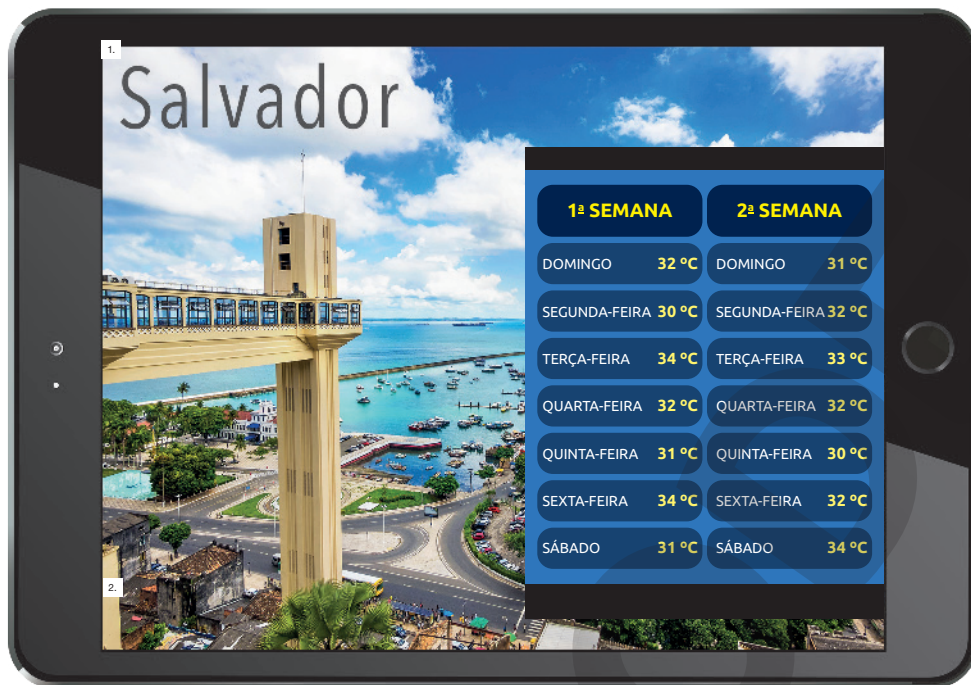 1.
Salvador
1ª SEMANA 2ª SEMANA
DOMINGO 32 ºC DOMINGO 31 ºC
SEGUNDA-FEIRA 30 ºC SEGUNDA-FEIRA 32 ºC
TERÇA-FEIRA 34 ºC TERÇA-FEIRA 33 ºC
QUARTA-FEIRA 32 ºC QUARTA-FEIRA 32 ºC
QUINTA-FEIRA 31 ºC QUINTA-FEIRA 30 ºC
SEXTA-FEIRA 34 ºC SEXTA-FEIRA 32 ºC
SÁBADO 31 ºC SÁBADO 34 ºC
2.